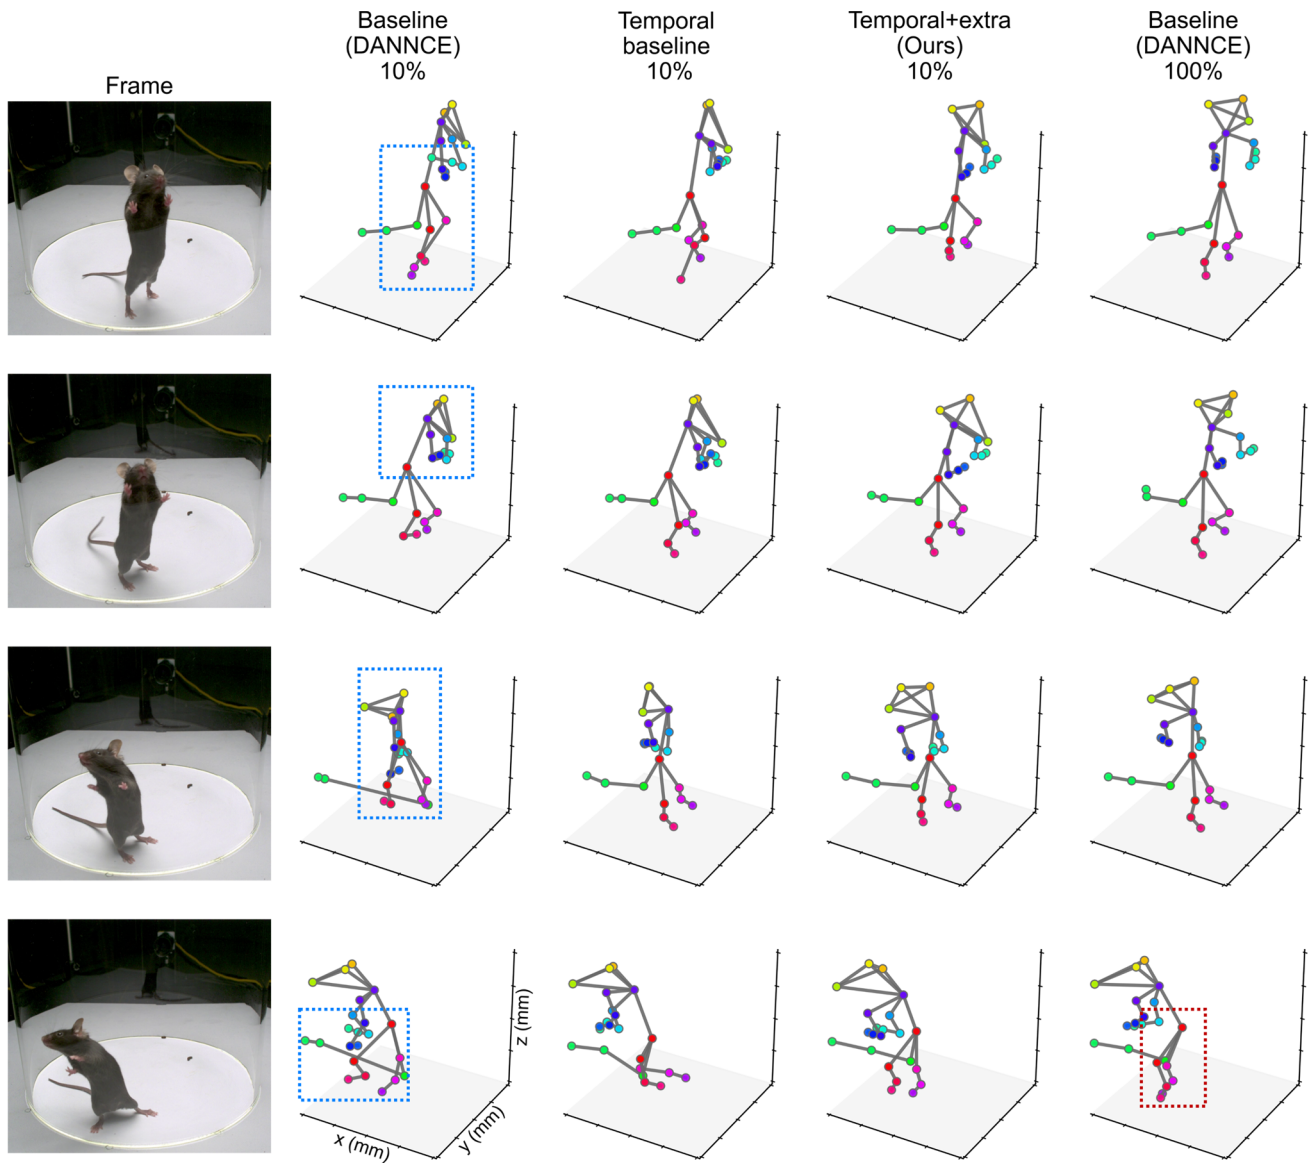 Frame
Baseline
(DANNCE)
10%
Temporal
baseline
10%
Temporal+extra
(Ours)
10%
Baseline
(DANNCE)
100%
x (mm)
y (mm)
z (mm)